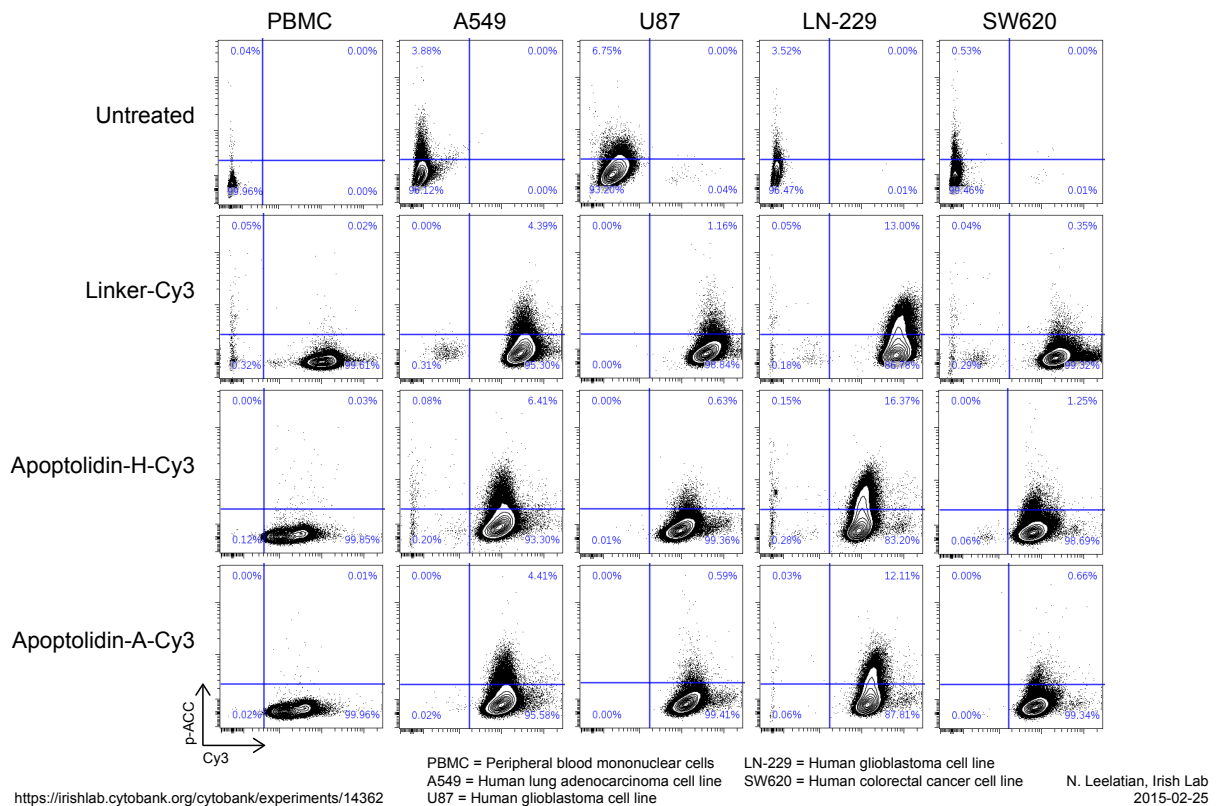 PBMC A549 U87 LN-229 SW620
Untreated
0.04% 0.00% 3.88% 0.00% 6.75% 0.00% 3.52% 0.00% 0.53% 0.00%
99.96% 0.00% 96.12% 0.00% 93.20% 0.04% 96.47% 0.01% 99.46% 0.01%
Linker-Cy3
0.05% 0.02% 0.00% 4.39% 0.00% 1.16% 0.05% 13.00% 0.04% 0.35%
0.32% 99.61% 0.31% 95.30% 0.00% 98.84% 0.18% 86.78% 0.29% 99.32%
Apoptolidin-H-Cy3
0.00% 0.03% 0.08% 6.41% 0.00% 0.63% 0.15% 16.37% 0.00% 1.25%
0.12% 99.85% 0.20% 93.30% 0.01% 99.36% 0.28% 83.20% 0.06% 98.69%
Apoptolidin-A-Cy3
0.00% 0.01% 0.00% 4.41% 0.00% 0.59% 0.03% 12.11% 0.00% 0.66%
0.02% 99.96% 0.02% 95.58% 0.00% 99.41% 0.06% 87.81% 0.00% 99.34%
p-ACC
Cy3
PBMC = Peripheral blood mononuclear cells LN-229 = Human glioblastoma cell line
A549 = Human lung adenocarcinoma cell line SW620 = Human colorectal cancer cell line N. Leelatian, Irish Lab
https://irishlab.cytobank.org/cytobank/experiments/14362 U87 = Human glioblastoma cell line 2015-02-25